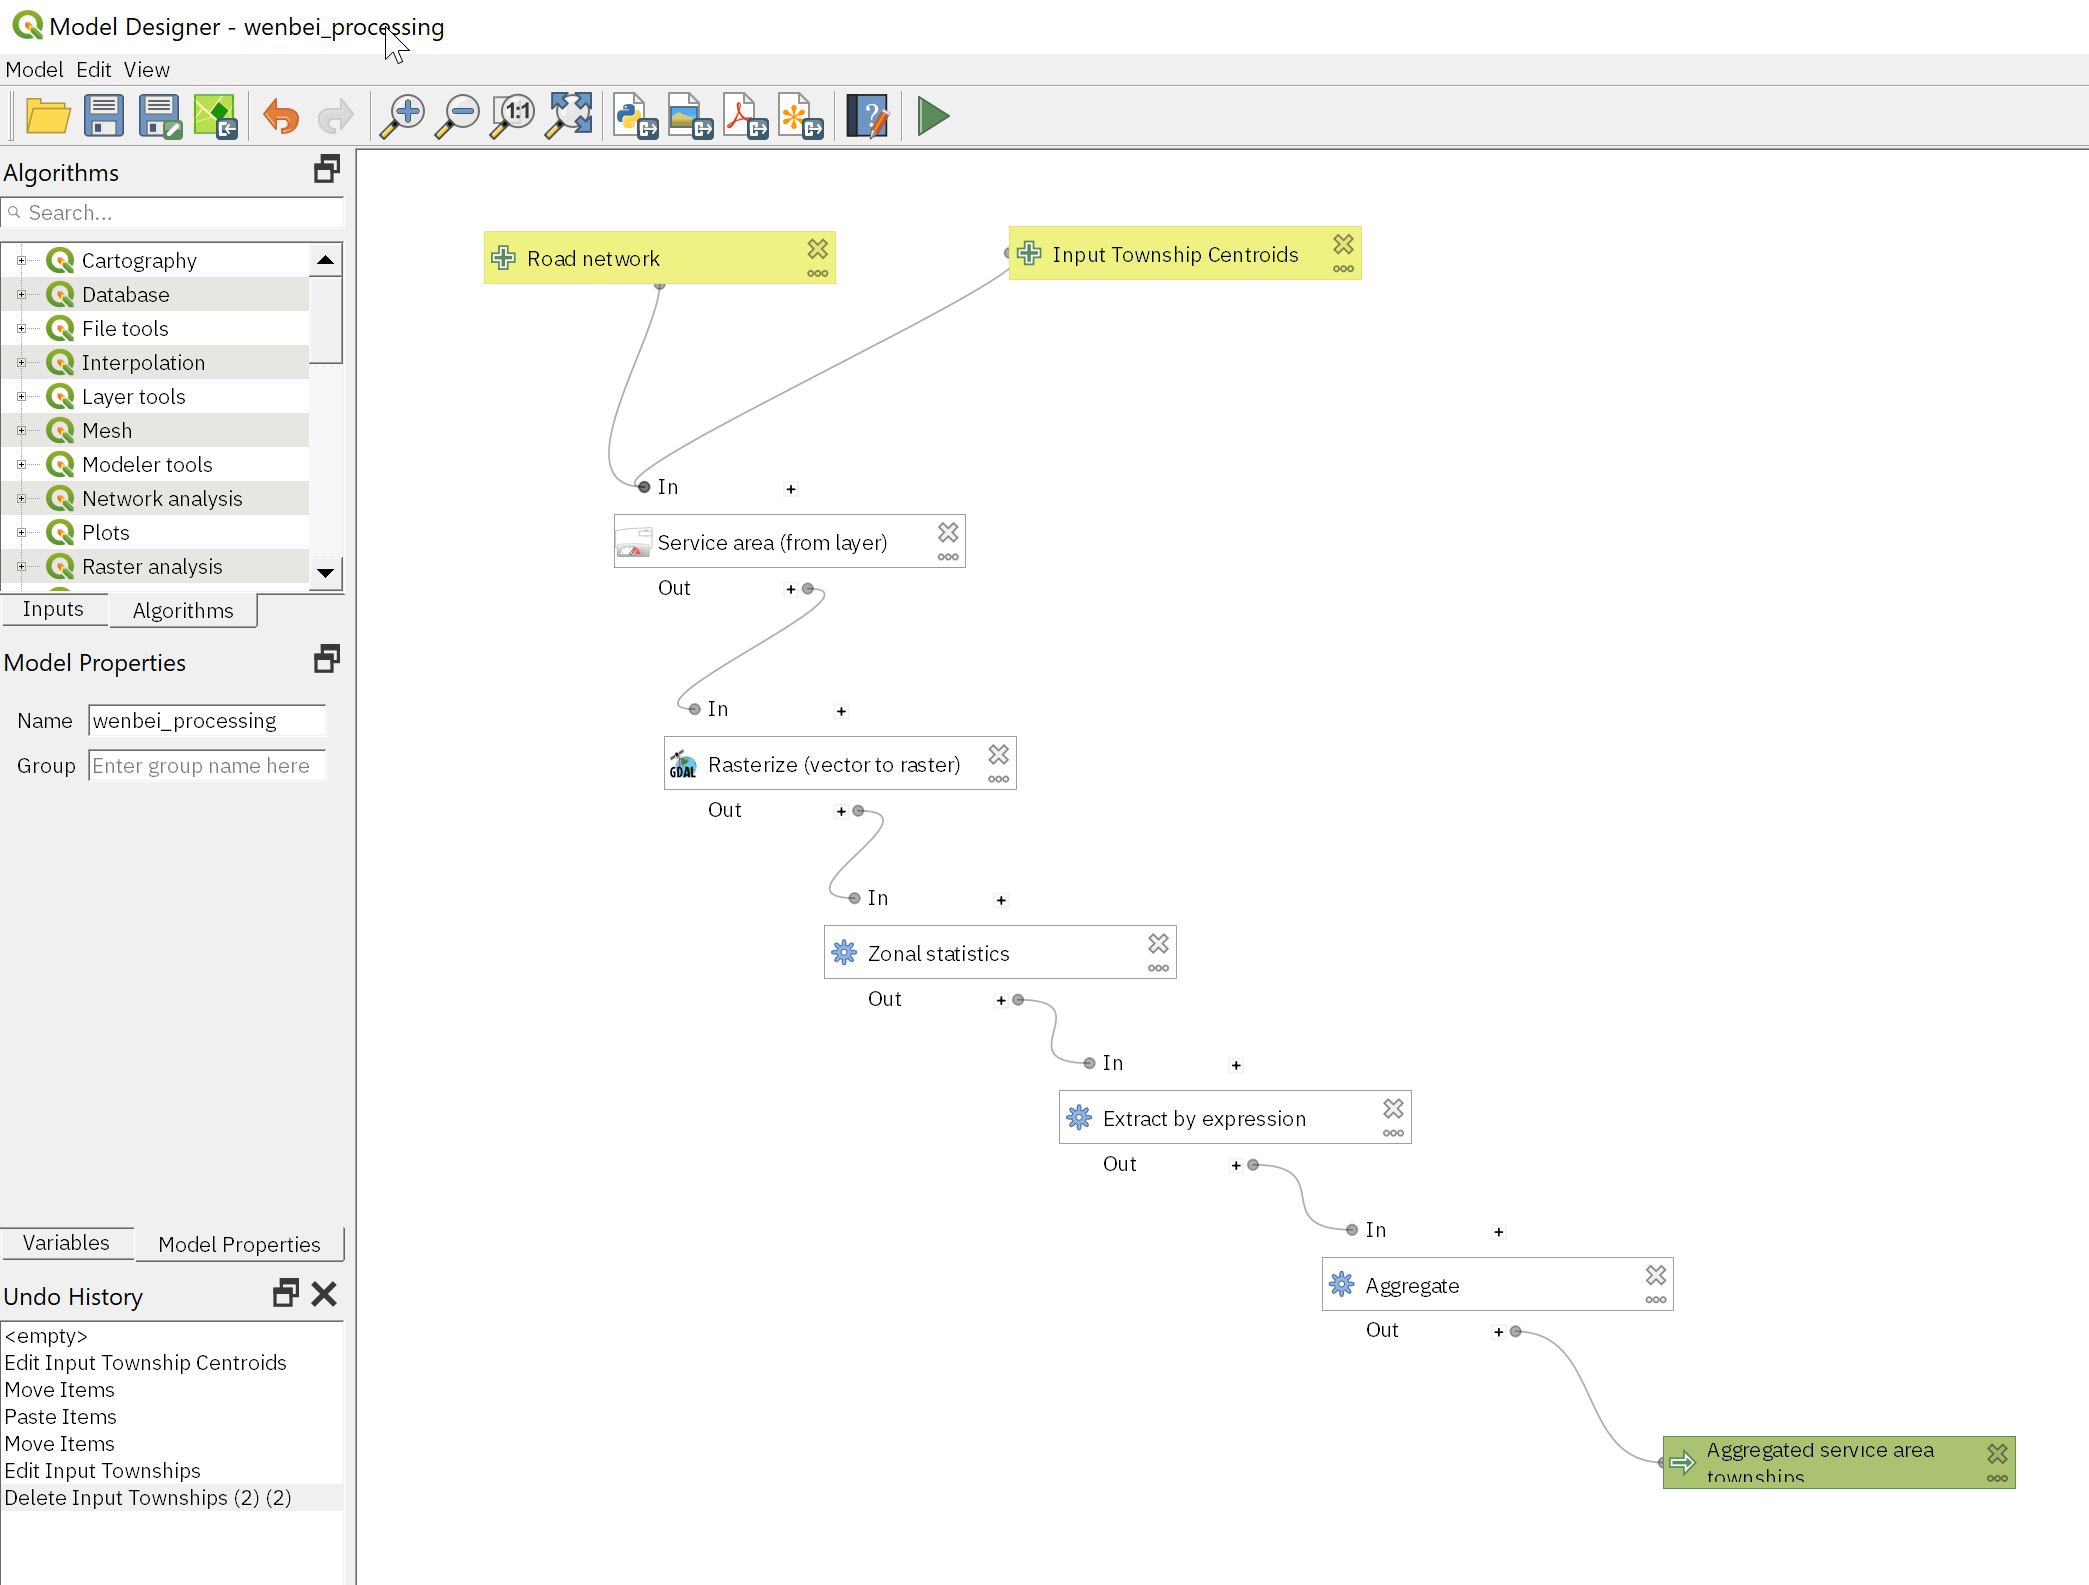 Model Designer - wenbei_processing
Model Edit View
1:1
Algorithms
Search...
Cartography
Database
File tools
Interpolation
Layer tools
Mesh
Modeler tools
Network analysis
Plots
Raster analysis
Inputs Algorithms
Model Properties
Name wenbei_processing
Group Enter group name here
Variables Model Properties
Undo History
<empty>
Edit Input Township Centroids
Move Items
Paste Items
Move Items
Edit Input Townships
Delete Input Townships (2) (2)
Road network
Input Township Centroids
In +
Service area (from layer)
Out +
In +
GDAL
Rasterize (vector to raster)
Out +
In +
Zonal statistics
Out +
In +
Extract by expression
Out +
In +
Aggregate
Out +
Aggregated service area
townships